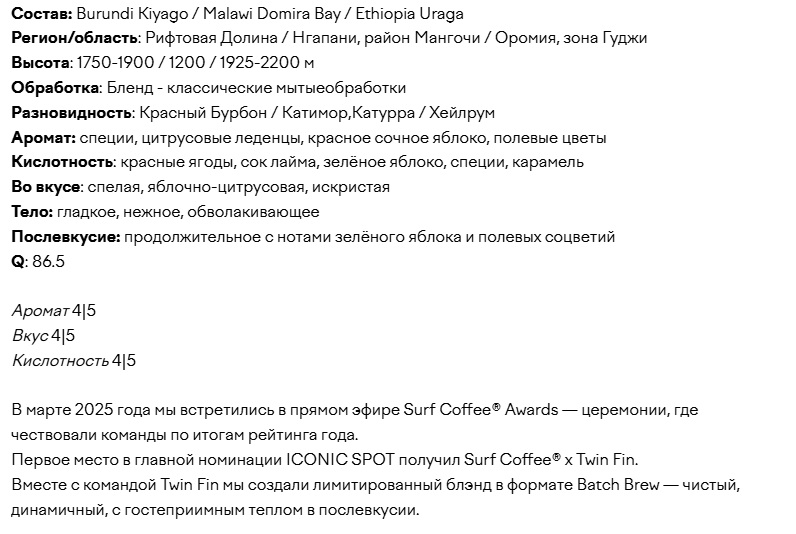 Состав: Burundi Kiyago / Malawi Domira Bay / Ethiopia Uraga
Регион/область: Рифтовая Долина / Нгапани, район Мангочи / Оромия, зона Гуджи
Высота: 1750-1900 / 1200 / 1925-2200 м
Обработка: Бленд - классические мытыеобработки
Разновидность: Красный Бурбон / Катимор,Катурра / Хейлрум
Аромат: специи, цитрусовые леденцы, красное сочное яблоко, полевые цветы
Кислотность: красные ягоды, сок лайма, зелёное яблоко, специи, карамель
Во вкусе: спелая, яблочно-цитрусовая, искристая
Тело: гладкое, нежное, обволакивающее
Послевкусие: продолжительное с нотами зелёного яблока и полевых соцветий
Q: 86.5
Аромат 4|5
Вкус 4|5
Кислотность 4|5
В марте 2025 года мы встретились в прямом эфире Surf Coffee® Awards — церемонии, где
чествовали команды по итогам рейтинга года.
Первое место в главной номинации ICONIC SPOT получил Surf Coffee® x Twin Fin.
Вместе с командой Twin Fin мы создали лимитированный блэнд в формате Batch Brew — чистый,
динамичный, с гостеприимным теплом в послевкусии.